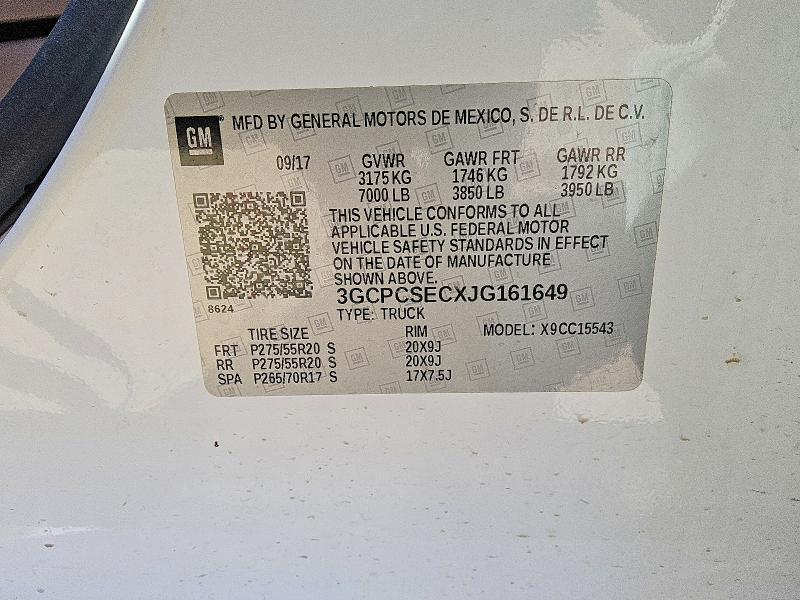 GM
MFD BY GENERAL MOTORS DE MEXICO, S. DE R.L. DE C.V.
09/17 GVWR GAWR FRT GAWR RR
3175 KG 1746 KG 1792 KG
7000 LB 3850 LB 3950 LB
THIS VEHICLE CONFORMS TO ALL
APPLICABLE U.S. FEDERAL MOTOR
VEHICLE SAFETY STANDARDS IN EFFECT
ON THE DATE OF MANUFACTURE
SHOWN ABOVE.
8624
3GCPCSECXJG161649
TYPE: TRUCK
TIRE SIZE RIM MODEL: X9CC15543
FRT P275/55R20 S 20X9J
RR P275/55R20 S 20X9J
SPA P265/70R17 S 17X7.5J